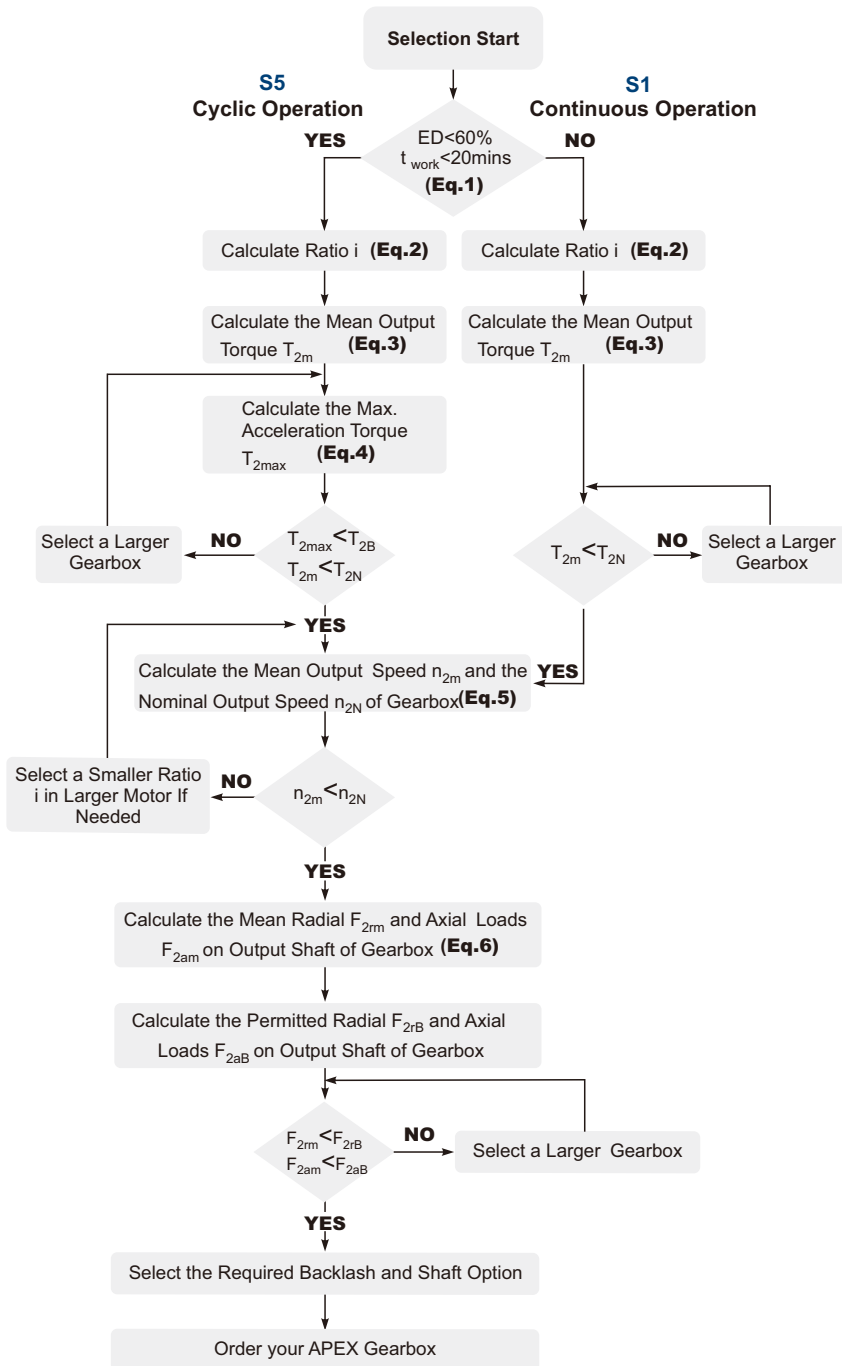 Selection Start
S5
Cyclic Operation
S1
Continuous Operation
YES
ED<60%
t work<20mins
(Eq.1)
NO
Calculate Ratio i (Eq.2)
Calculate Ratio i (Eq.2)
Calculate the Mean Output
Torque T2m (Eq.3)
Calculate the Mean Output
Torque T2m (Eq.3)
Calculate the Max.
Acceleration Torque
T2max (Eq.4)
Select a Larger
Gearbox
NO
T2max<T2B
T2m<T2N
T2m<T2N
NO
Select a Larger
Gearbox
YES
Calculate the Mean Output Speed n2m and the
Nominal Output Speed n2N of Gearbox(Eq.5)
YES
Select a Smaller Ratio
i in Larger Motor If
Needed
NO
n2m<n2N
YES
Calculate the Mean Radial F2rm and Axial Loads
F2am on Output Shaft of Gearbox (Eq.6)
Calculate the Permitted Radial F2rB and Axial
Loads F2aB on Output Shaft of Gearbox
F2rm<F2rB
F2am<F2aB
NO
Select a Larger Gearbox
YES
Select the Required Backlash and Shaft Option
Order your APEX Gearbox